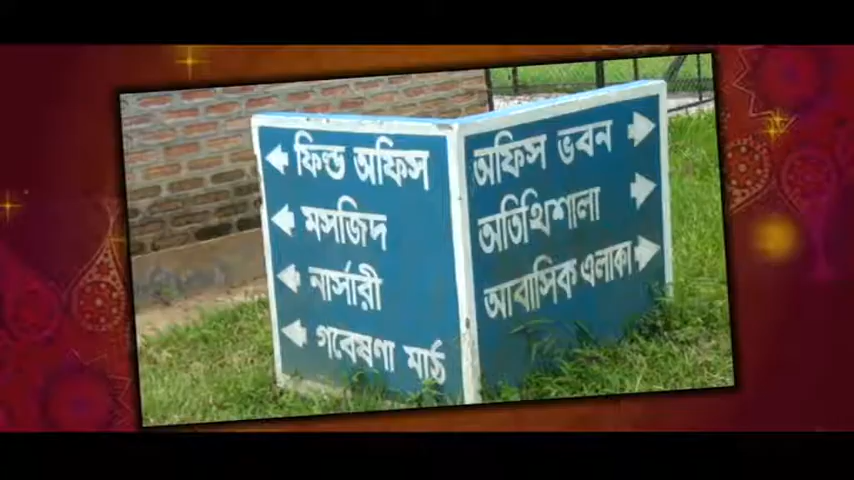 ফিল্ড অফিস
মসজিদ
নার্সারী
গবেষণা মাঠ
অফিস ভবন
অতিথিশালা
আবাসিক এলাকা